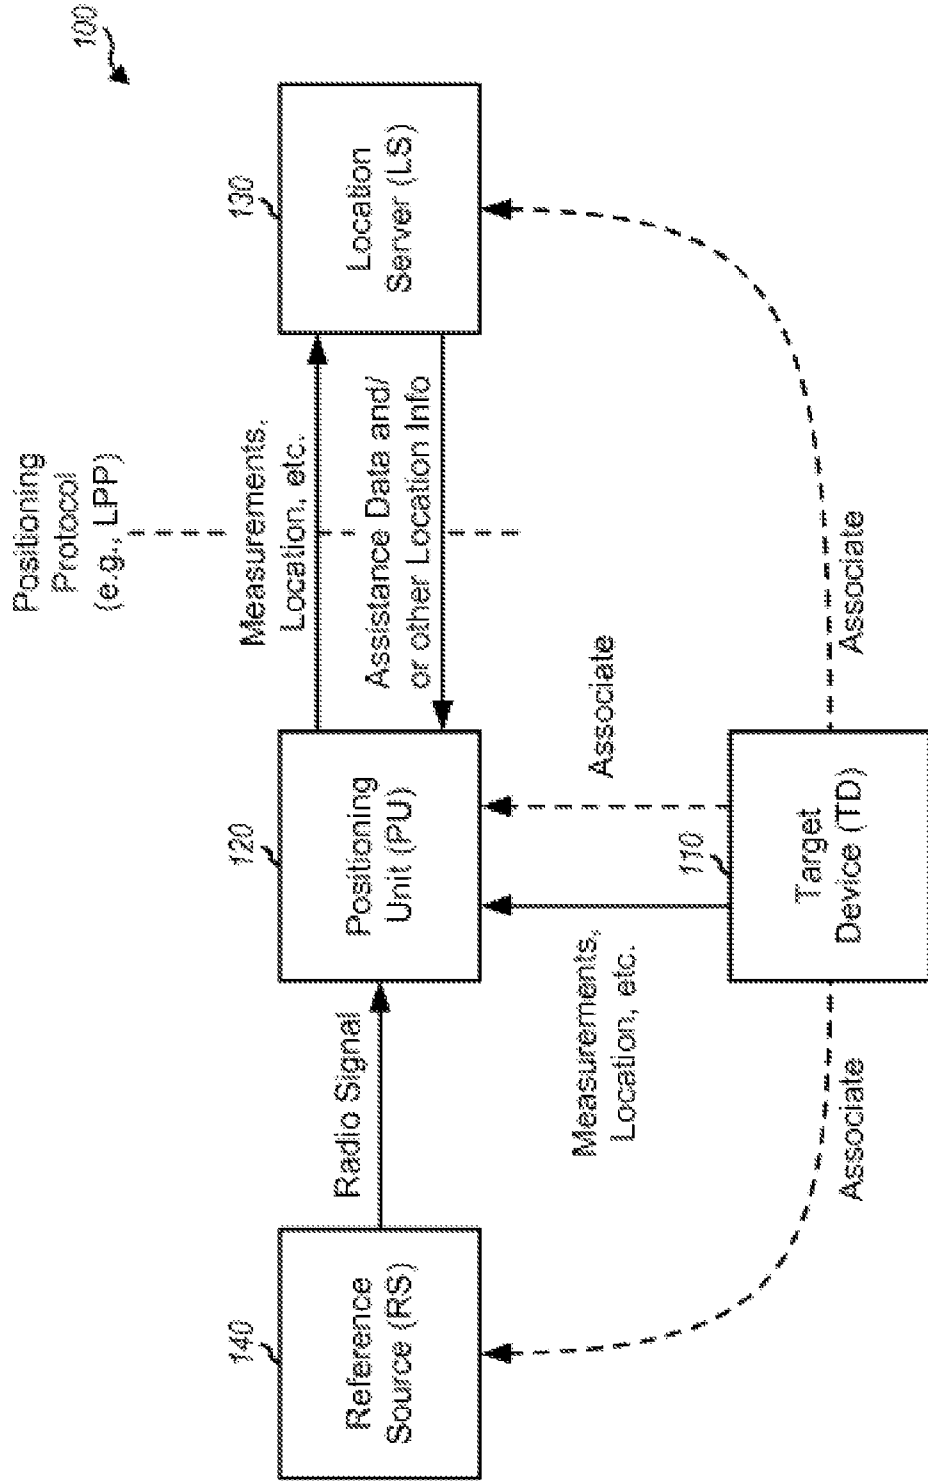 100
Positioning
Protocol
(e.g., LPP)
140
Reference
Source (RS)
Radio Signal
120
Positioning
Unit (PU)
Measurements,
Location, etc.
Assistance Data and/
or other Location Info
130
Location
Server (LS)
Measurements,
Location, etc.
Associate
110
Target
Device (TD)
Associate
Associate